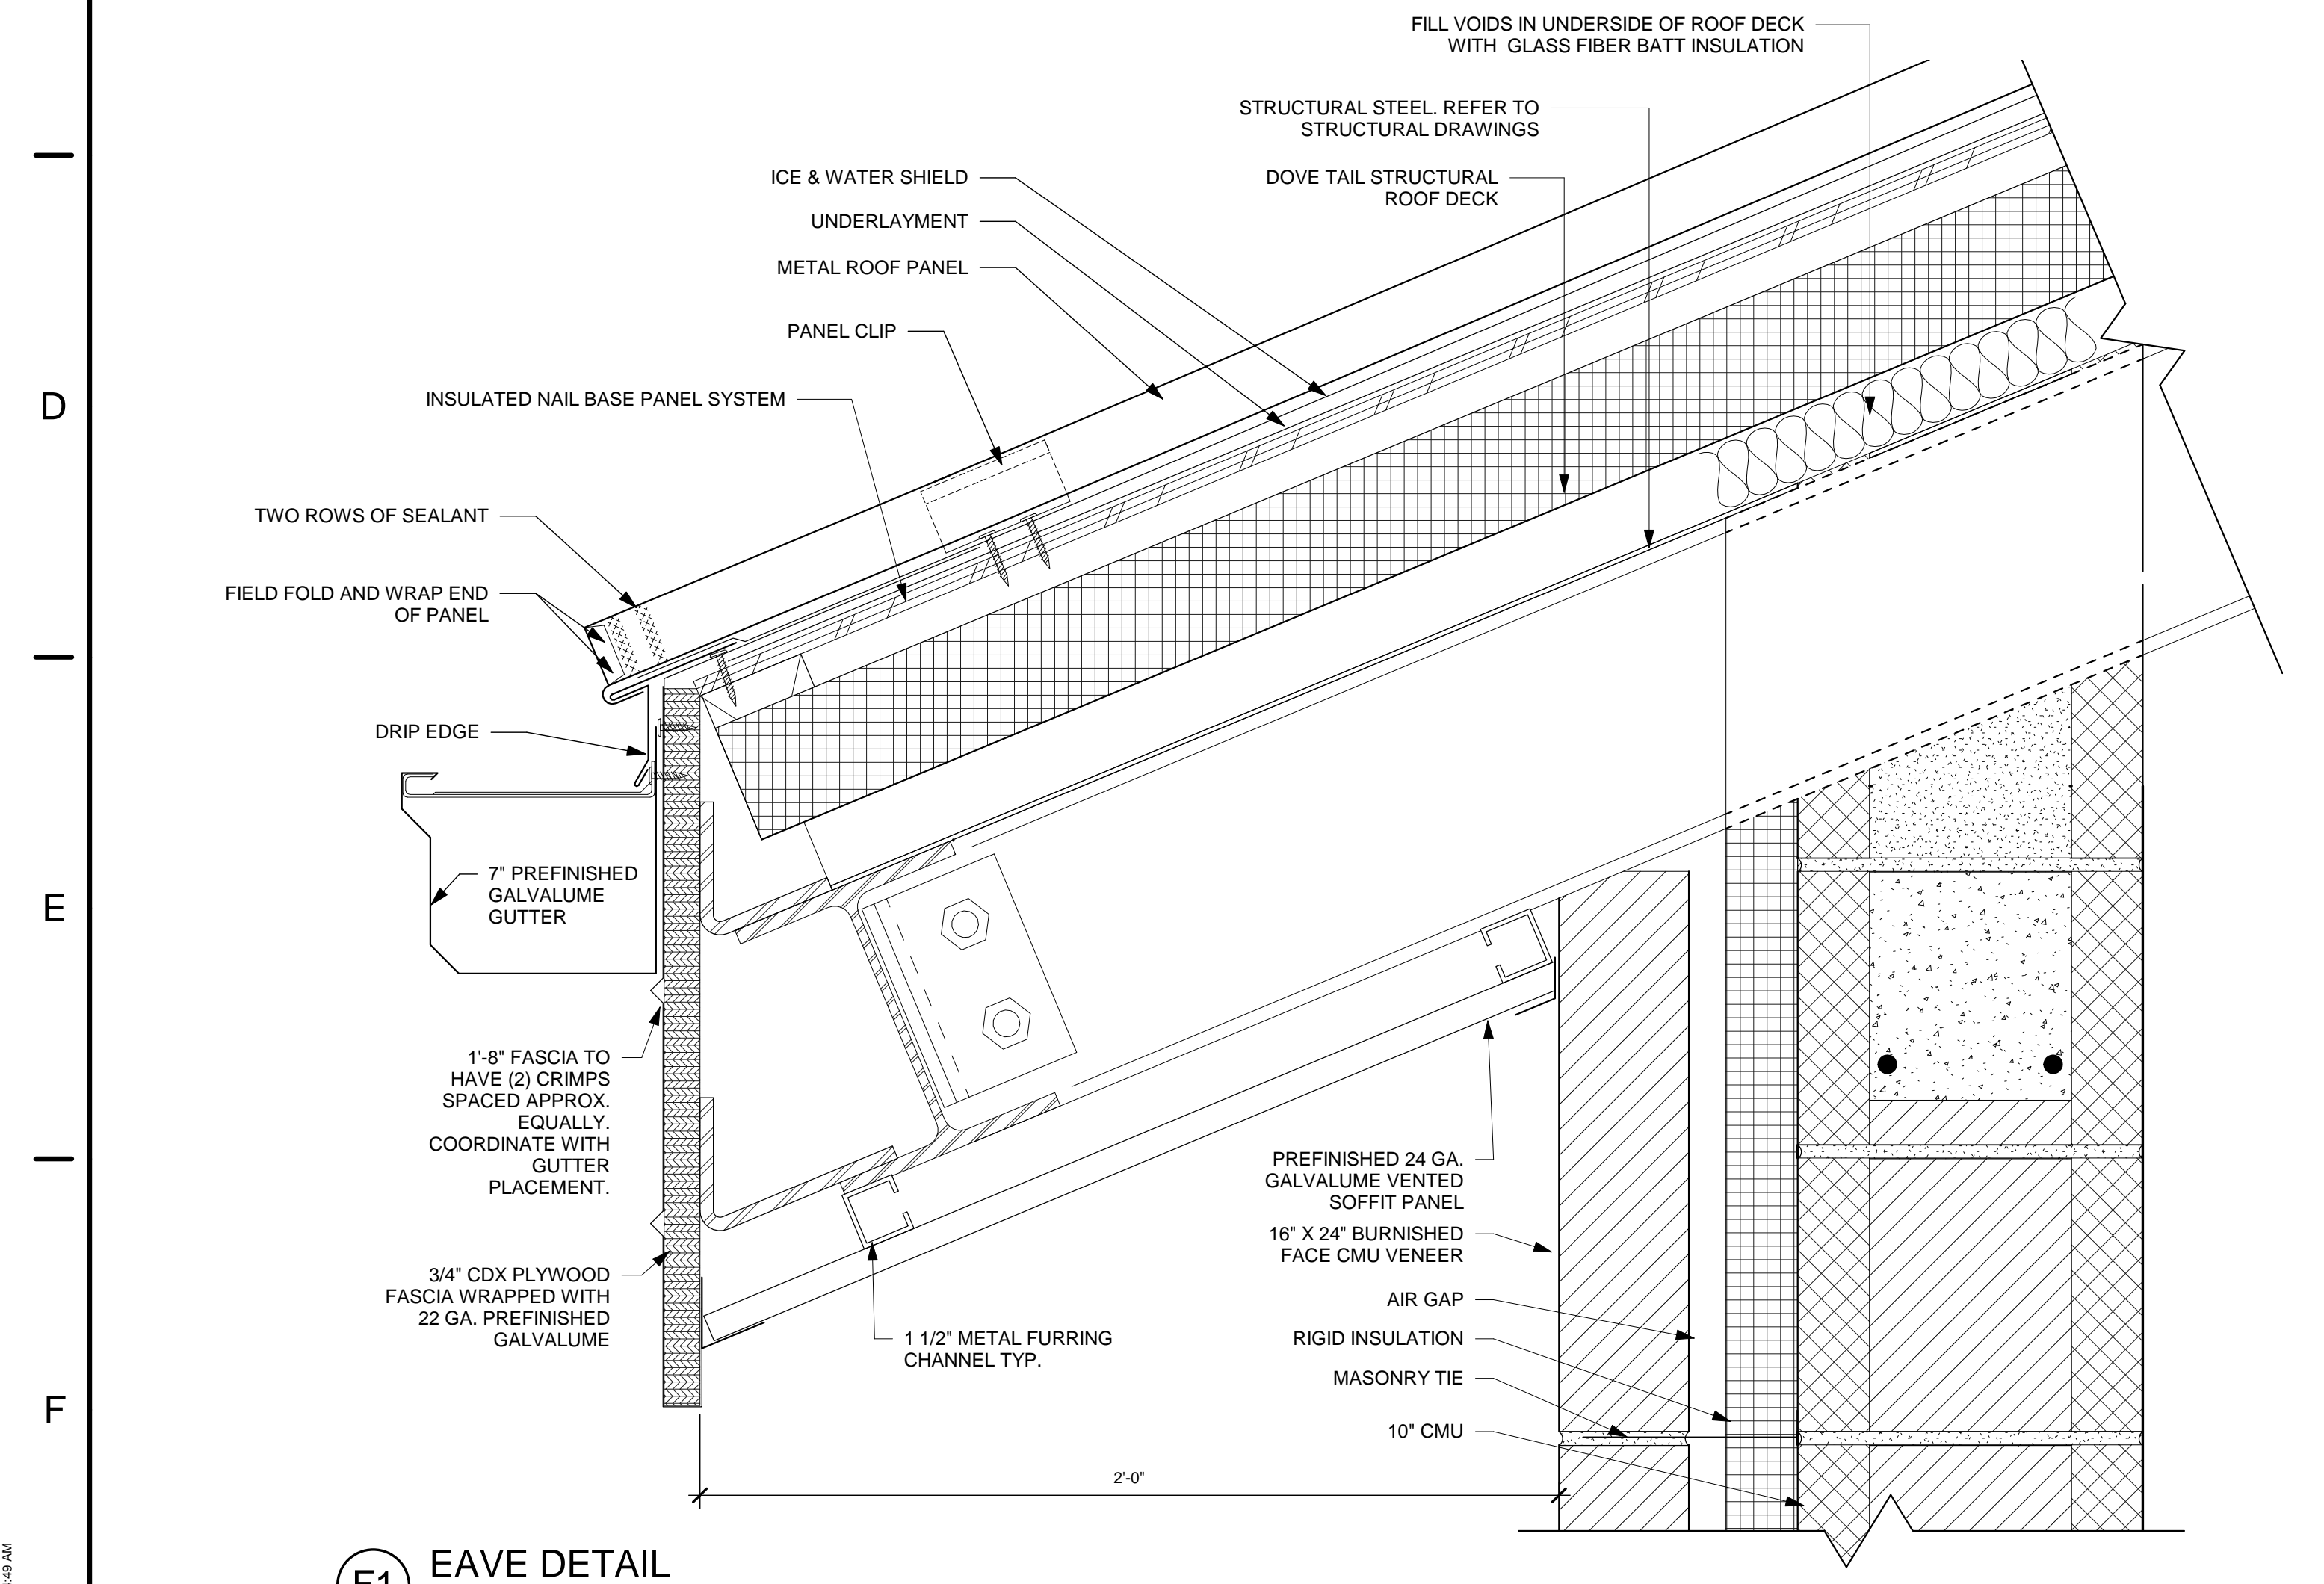 FILL VOIDS IN UNDERSIDE OF ROOF DECK
WITH GLASS FIBER BATT INSULATION
STRUCTURAL STEEL. REFER TO
STRUCTURAL DRAWINGS
ICE & WATER SHIELD
DOVE TAIL STRUCTURAL
ROOF DECK
UNDERLAYMENT
METAL ROOF PANEL
PANEL CLIP
INSULATED NAIL BASE PANEL SYSTEM
D
TWO ROWS OF SEALANT
FIELD FOLD AND WRAP END
OF PANEL
DRIP EDGE
7" PREFINISHED
GALVALUME
GUTTER
E
1'-8" FASCIA TO
HAVE (2) CRIMPS
SPACED APPROX.
EQUALLY.
COORDINATE WITH
GUTTER
PLACEMENT.
3/4" CDX PLYWOOD
FASCIA WRAPPED WITH
22 GA. PREFINISHED
GALVALUME
1 1/2" METAL FURRING
CHANNEL TYP.
PREFINISHED 24 GA.
GALVALUME VENTED
SOFFIT PANEL
16" X 24" BURNISHED
FACE CMU VENEER
AIR GAP
RIGID INSULATION
MASONRY TIE
10" CMU
F
2'-0"
EAVE DETAIL
:49 AM